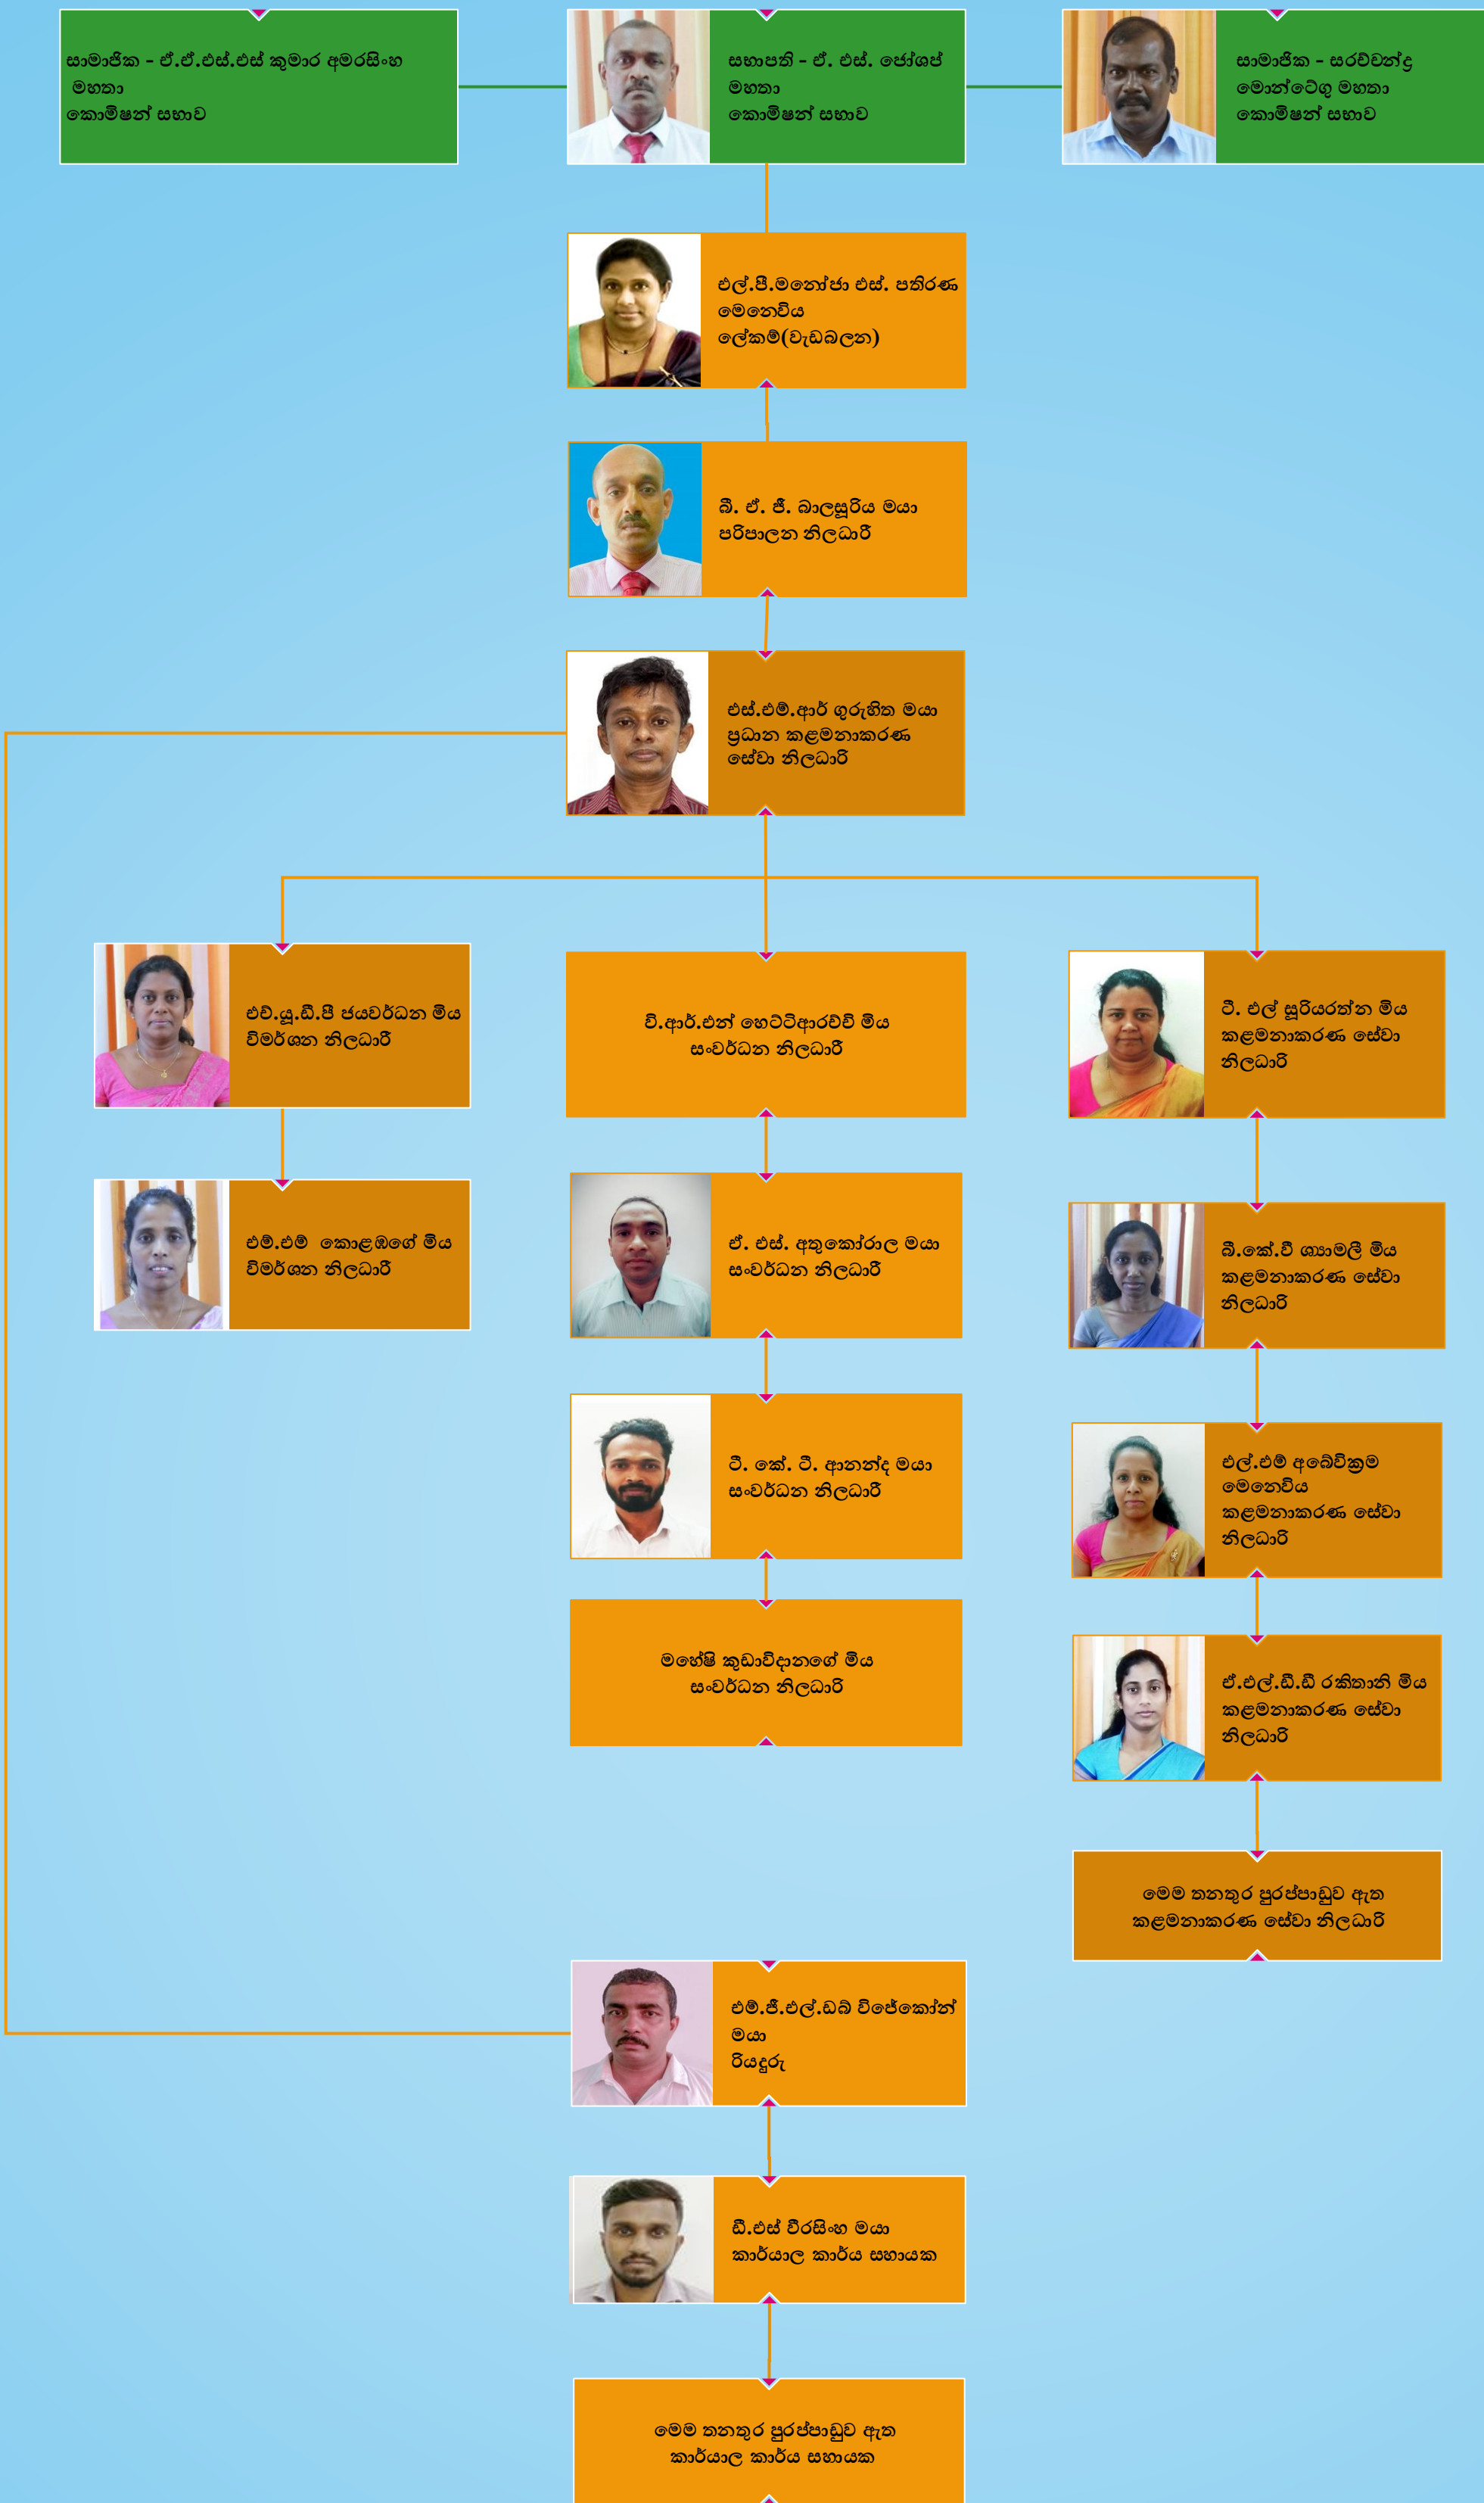 සාමාජික - ඒ.ඒ.එස්.එස් කුමාර අමරසිංහ
මහතා
කොමිෂන් සභාව
සභාපති - ඒ. එස්. ජෝශප්
මහතා
කොමිෂන් සභාව
සාමාජික - සරච්චන්ද්‍ර
මොන්ටේගු මහතා
කොමිෂන් සභාව
එල්.පී.මනෝජා එස්. පතිරණ
මෙනෙවිය
ලේකම්(වැඩබලන)
බී. ඒ. ජී. බාලසූරිය මයා
පරිපාලන නිලධාරී
එස්.එම්.ආර් ගුරුහිත මයා
ප්‍රධාන කළමනාකරණ
සේවා නිලධාරි
එච්.යූ.ඩී.පී ජයවර්ධන මිය
විමර්ශන නිලධාරී
වි.ආර්.එන් හෙට්ටිආරච්චි මිය
සංවර්ධන නිලධාරී
ටී. එල් සූරියරත්න මිය
කළමනාකරණ සේවා
නිලධාරි
එම්.එම්  කොළඹගේ මිය
විමර්ශන නිලධාරී
ඒ. එස්. අතුකෝරාල මයා
සංවර්ධන නිලධාරී
බී.කේ.වී ශ්‍යාමලී මිය
කළමනාකරණ සේවා
නිලධාරි
ටී. කේ. ටී. ආනන්ද මයා
සංවර්ධන නිලධාරී
එල්.එම් අබේවික්‍රම
මෙනෙවිය
කළමනාකරණ සේවා
නිලධාරි
මහේෂි කුඩාවිදානගේ මිය
සංවර්ධන නිලධාරි
ඒ.එල්.ඩී.ඩී රකිතානි මිය
කළමනාකරණ සේවා
නිලධාරි
මෙම තනතුර පුරප්පාඩුව ඇත
කළමනාකරණ සේවා නිලධාරි
එම්.ජී.එල්.ඩබ් විජේකෝන්
මයා
රියදුරු
ඩී.එස් වීරසිංහ මයා
කාර්යාල කාර්ය සහායක
මෙම තනතුර පුරප්පාඩුව ඇත
කාර්යාල කාර්ය සහායක